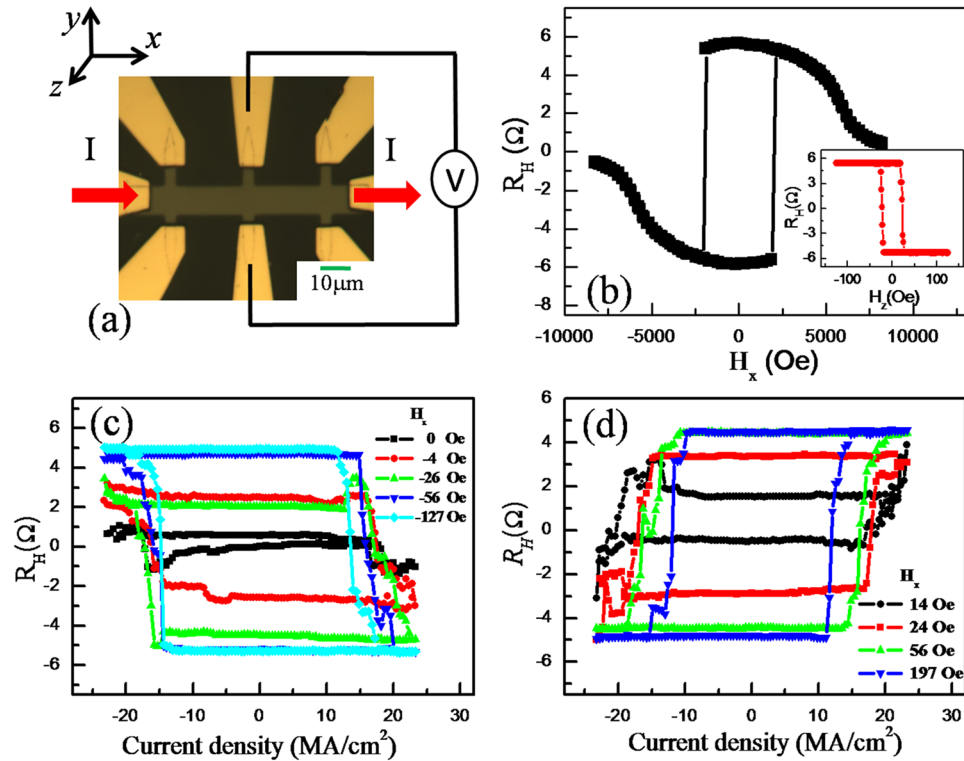 y
x
z
I
I
V
10μm
(a)
R_H (Ω)
6
4
2
0
-2
-4
-6
-8
-10000
-5000
0
5000
10000
H_x (Oe)
(b)
R_H(Ω)
6
3
0
-3
-6
-100
0
100
H_z(Oe)
(c)
R_H(Ω)
6
4
2
0
-2
-4
-6
-20
-10
0
10
20
30
Current density (MA/cm²)
H_x
0 Oe
-4 Oe
-26 Oe
-56 Oe
-127 Oe
(d)
R_H(Ω)
6
4
2
0
-2
-4
-6
-20
-10
0
10
20
30
Current density (MA/cm²)
H_x
14 Oe
24 Oe
56 Oe
197 Oe